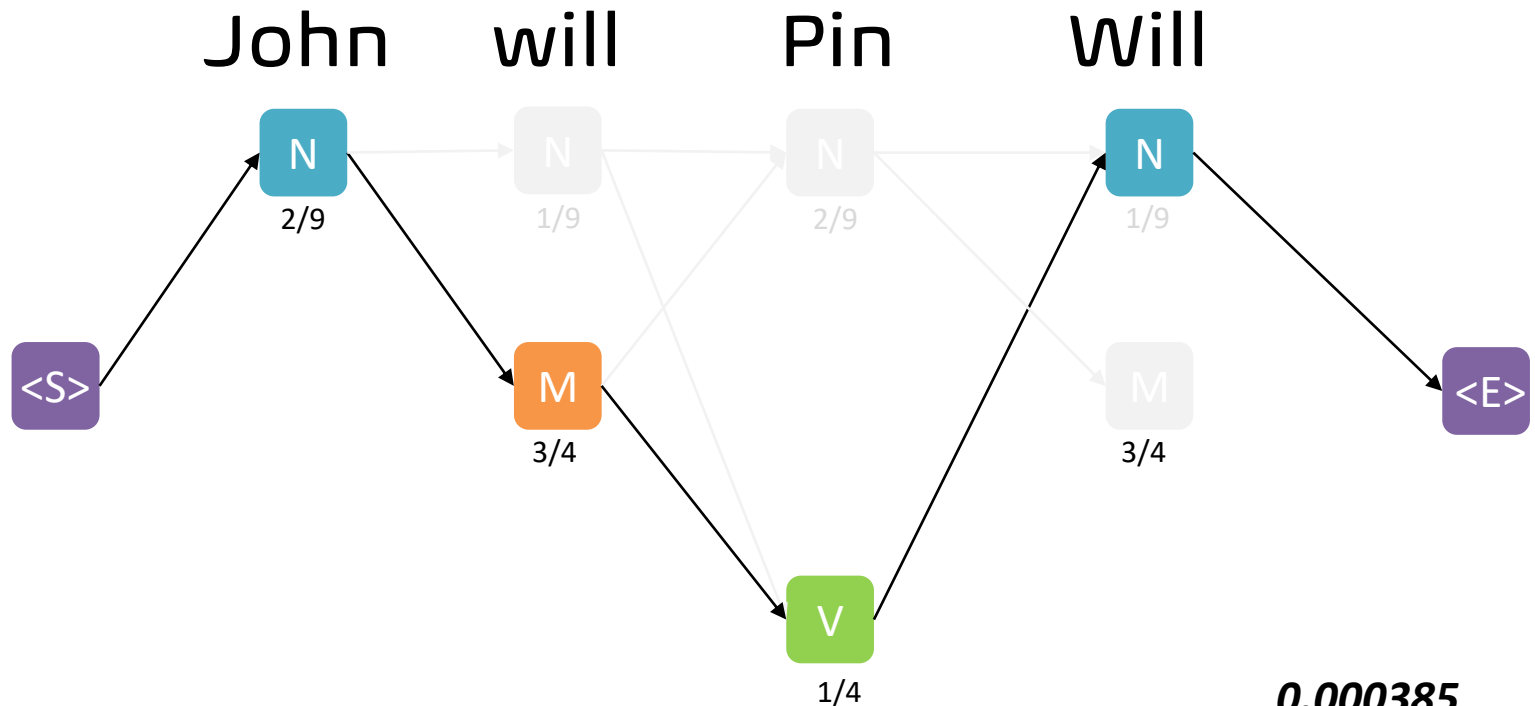 John will Pin Will
N N N N
2/9 1/9 2/9 1/9
<S> M M <E>
3/4 3/4
V
1/4
0.000385